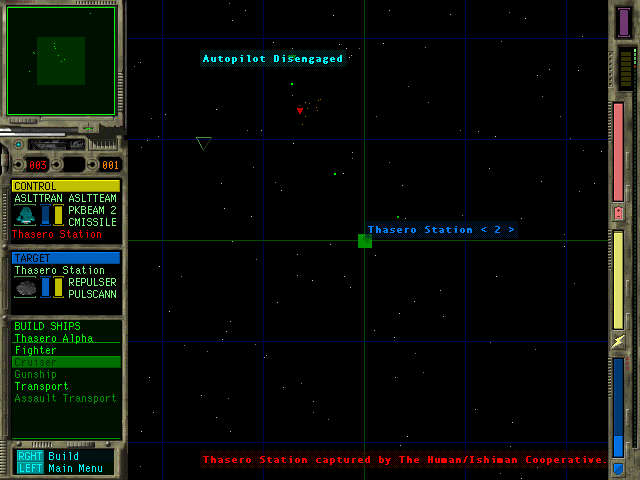 Autopilot Disengaged
003
001
CONTROL
ASLTTRAN ASLTTEAM
PKBEAM 2
CMISSILE
Thasero Station
TARGET
Thasero Station
REPULSER
PULSCANN
Thasero Station < 2 >
BUILD SHIPS
Thasero Alpha
Fighter
Cruiser
Gunship
Transport
Assault Transport
RGHT Build
LEFT Main Menu
Thasero Station captured by The Human/Ishiman Cooperative.